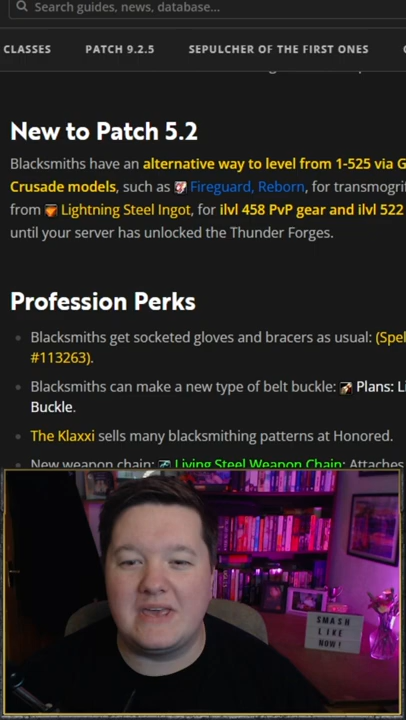 Search guides, news, database...
CLASSES PATCH 9.2.5 SEPULCHER OF THE FIRST ONES
New to Patch 5.2
Blacksmiths have an alternative way to level from 1-525 via G
Crusade models, such as Fireguard, Reborn, for transmogri
from Lightning Steel Ingot, for ilvl 458 PvP gear and ilvl 522
until your server has unlocked the Thunder Forges.
Profession Perks
Blacksmiths get socketed gloves and bracers as usual: (Spel
#113263).
Blacksmiths can make a new type of belt buckle: Plans: Li
Buckle.
The Klaxxi sells many blacksmithing patterns at Honored.
New weapon chain: Living Steel Weapon Chain: Attaches
SMASH
LIKE
NOW!